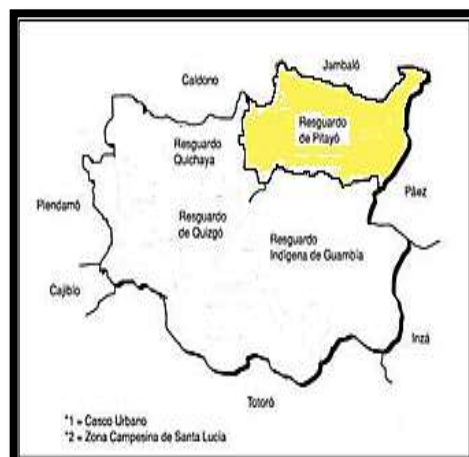 Jambaló
Caldono
Resguardo
de Pitayó
Resguardo
Quichaya
Páez
Piendamó
Resguardo
de Quizgó
Resguardo
Indígena de Guambía
Cajibío
Inzá
Totoró
*1 = Casco Urbano
*2 = Zona Campesina de Santa Lucía